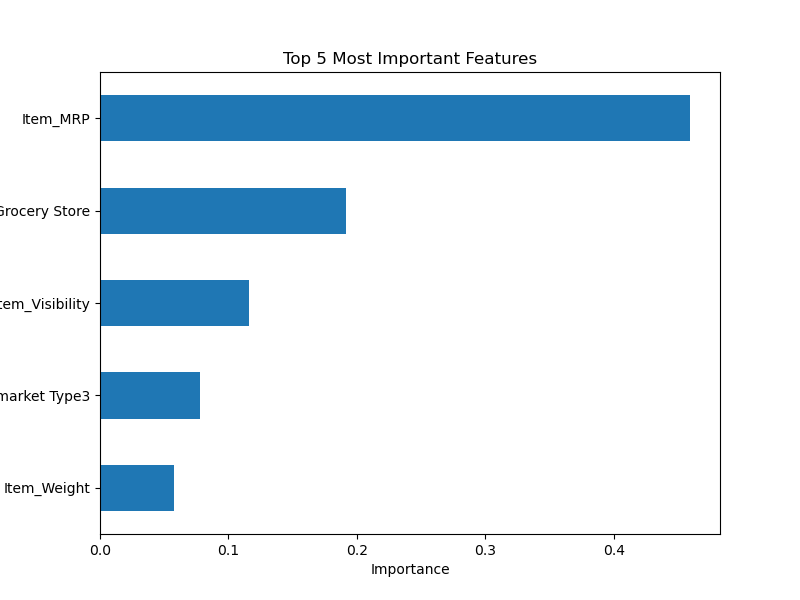 Top 5 Most Important Features
Item_MRP
Grocery Store
tem_Visibility
market Type3
Item_Weight
0.0 0.1 0.2 0.3 0.4
Importance